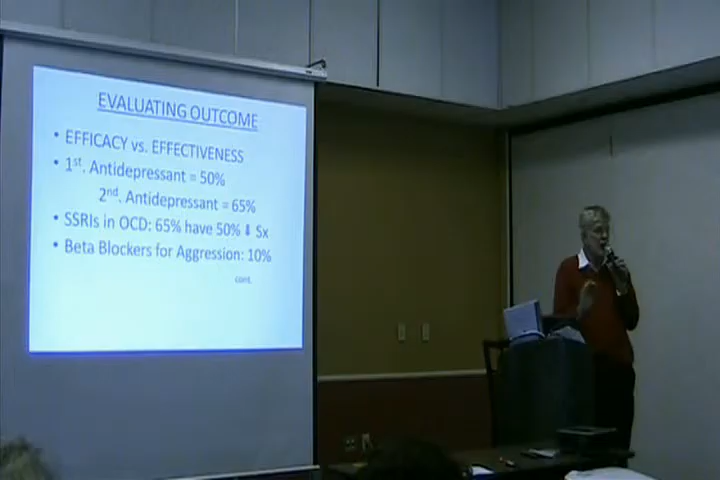 EVALUATING OUTCOME
• EFFICACY vs. EFFECTIVENESS
• 1st. Antidepressant = 50%
2nd. Antidepressant = 65%
• SSRIs in OCD: 65% have 50% ⬇ Sx
• Beta Blockers for Aggression: 10%
cont.